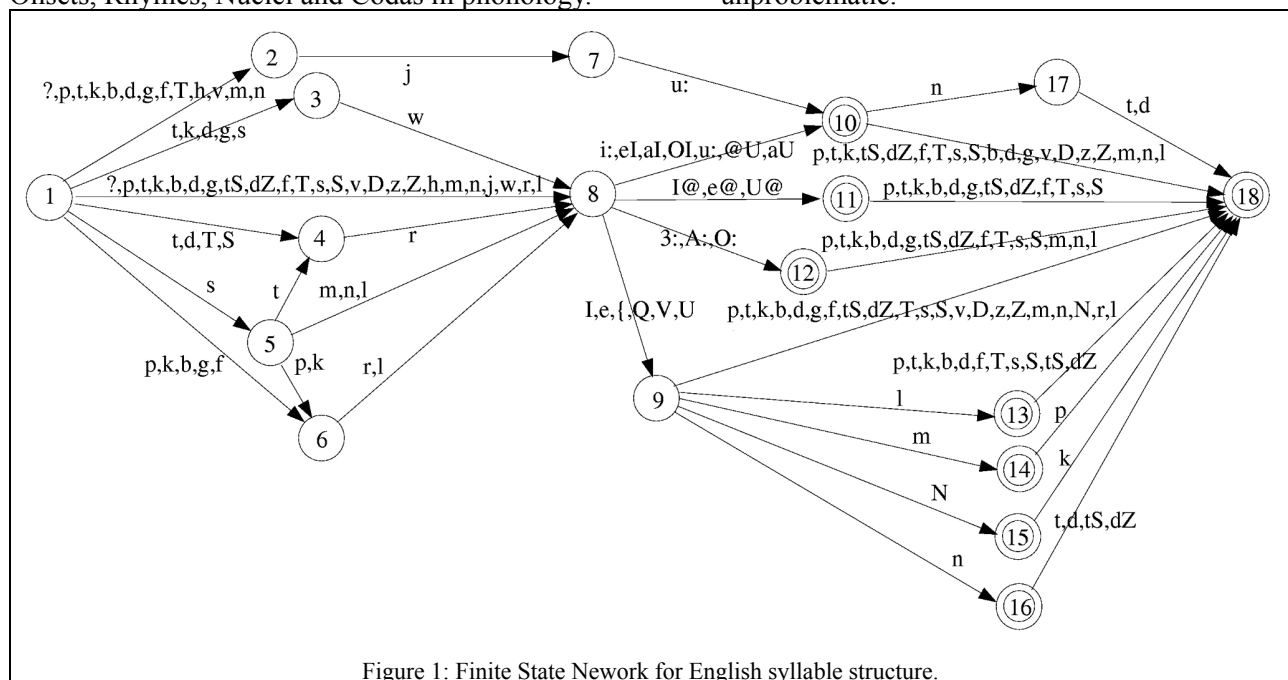 Onsets, Rhymes, Nuclei and Codas in phonology.
unproblematic.
2
j
7
?,p,t,k,b,d,g,f,T,h,v,m,n
3
u:
n
17
t,k,d,g,s
w
t,d
10
i:,eI,aI,OI,u:,@U,aU
p,t,k,tS,dZ,f,T,s,S,b,d,g,v,D,z,Z,m,n,l
?,p,t,k,b,d,g,tS,dZ,f,T,s,S,v,D,z,Z,h,m,n,j,w,r,l
I@,e@,U@
p,t,k,b,d,g,tS,dZ,f,T,s,S
1
8
11
18
t,d,T,S
4
r
3:,A:,O:
p,t,k,b,d,g,tS,dZ,f,T,s,S,m,n,l
12
s
t
m,n,l
I,e,{,Q,V,U
p,t,k,b,d,g,f,tS,dZ,T,s,S,v,D,z,Z,m,n,N,r,l
5
p,k,b,g,f
p,k
r,l
p,t,k,b,d,f,T,s,S,tS,dZ
9
l
13
p
6
m
14
k
N
15
t,d,tS,dZ
n
16
Figure 1: Finite State Nework for English syllable structure.